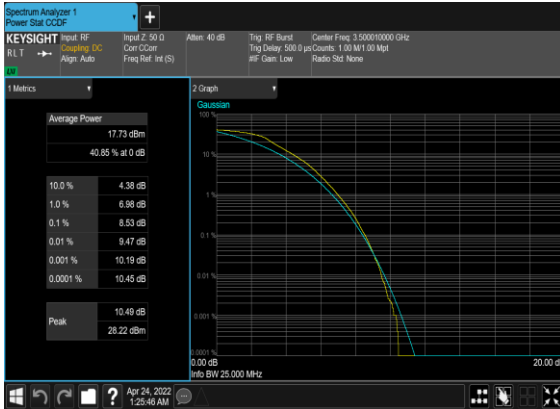 Spectrum Analyzer 1
Power Stat CCDF
+
KEYSIGHT
RLT
Input: RF
Coupling: DC
Align: Auto
Input Z: 50 Ω
Corr CCorr
Freq Ref: Int (S)
Atten: 40 dB
Trig: RF Burst
Trig Delay: 500.0 µs
#IF Gain: Low
Center Freq: 3.500010000 GHz
Counts: 1.00 M/1.00 Mpt
Radio Std: None
1 Metrics
Average Power
17.73 dBm
40.85 % at 0 dB
10.0 % 4.38 dB
1.0 % 6.98 dB
0.1 % 8.53 dB
0.01 % 9.47 dB
0.001 % 10.19 dB
0.0001 % 10.45 dB
Peak
10.49 dB
28.22 dBm
2 Graph
Gaussian
100 %
10 %
1 %
0.1 %
0.01 %
0.001 %
0.0001 %
0.00 dB
20.00 d
Info BW 25.000 MHz
?
Apr 24, 2022
1:25:46 AM